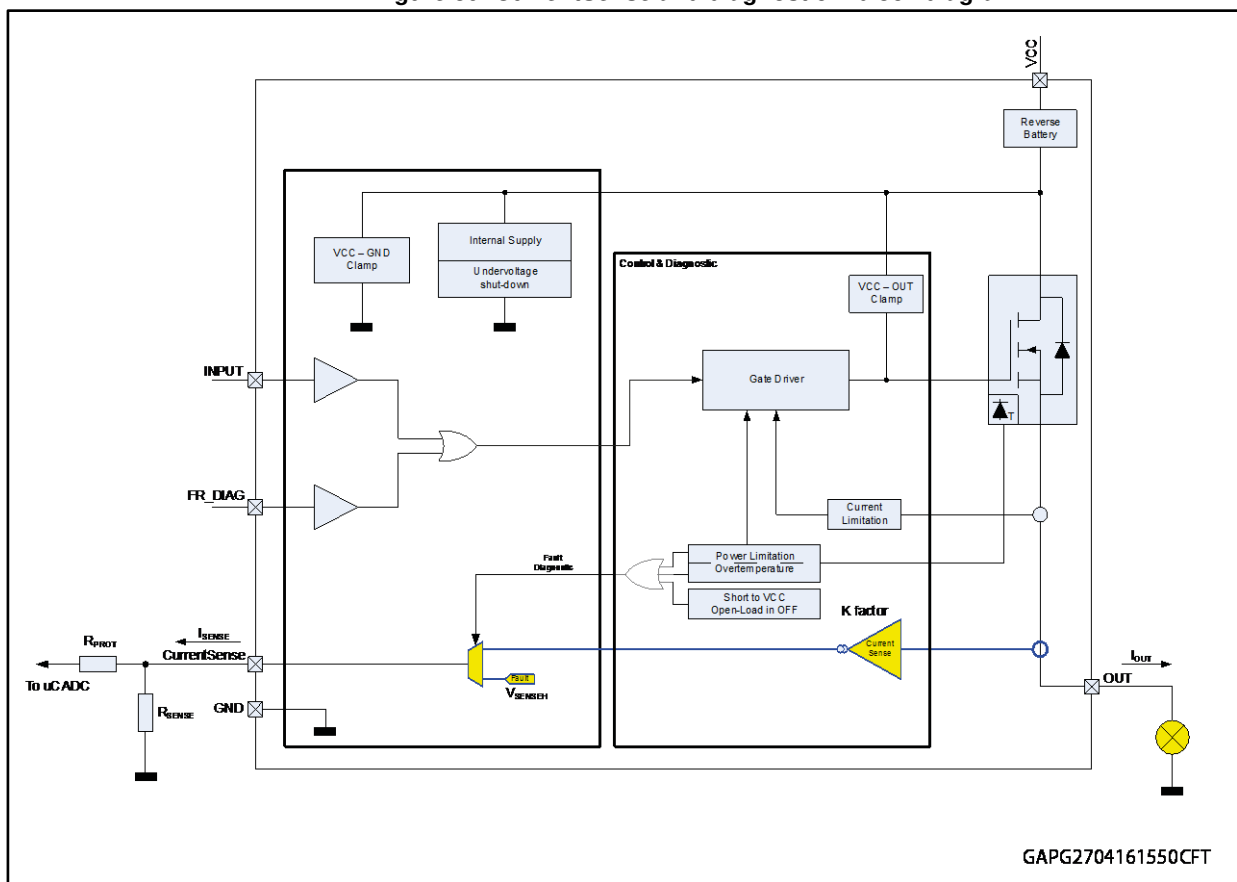 VCC
Reverse
Battery
VCC – GND
Clamp
Internal Supply
Undervoltage
shut-down
Control & Diagnostic
VCC – OUT
Clamp
INPUT
Gate Driver
T
FR_DIAG
Current
Limitation
Fault
Diagnostic
Power Limitation
Overtemperature
Short to VCC
Open-Load in OFF
K factor
ISENSE
CurrentSense
RPROT
To uC ADC
Current
Sense
Fault
VSENSEH
IOUT
OUT
RSENSE
GND
GAPG2704161550CFT